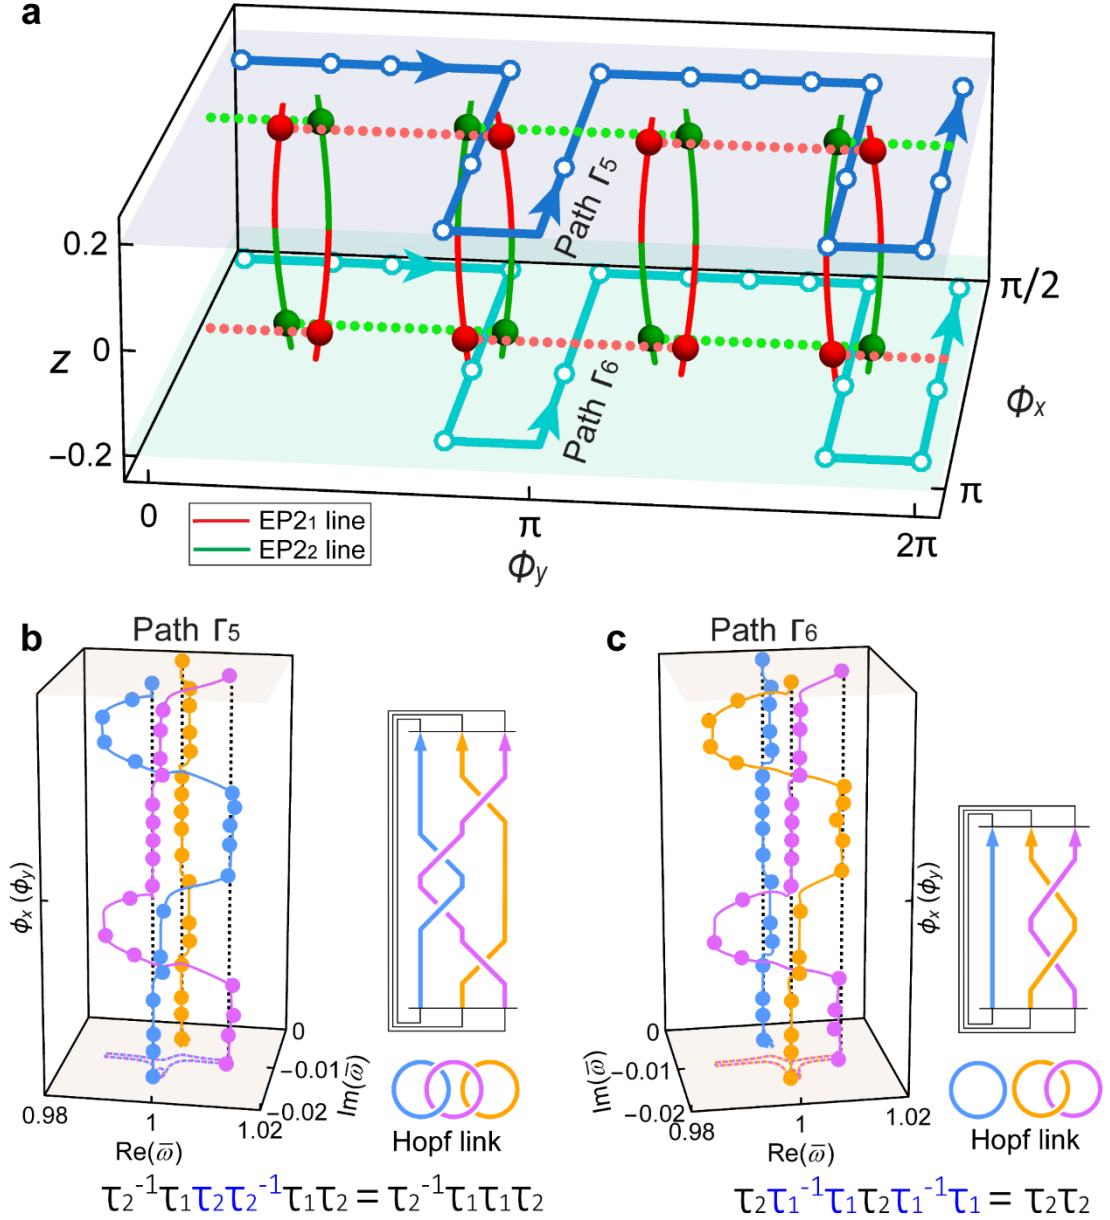 a
0.2
0
−0.2
z
0
π
2π
ϕy
π/2
π
ϕx
Path Γ5
Path Γ6
EP2₁ line
EP2₂ line
b
Path Γ5
ϕx (ϕy)
0.98
1
1.02
Re(ω̅)
0
−0.01
−0.02
Im(ω̅)
Hopf link
τ₂⁻¹τ₁τ₂τ₂⁻¹τ₁τ₂ = τ₂⁻¹τ₁τ₁τ₂
c
Path Γ6
ϕx (ϕy)
0
−0.01
−0.02
Im(ω̅)
0.98
1
1.02
Re(ω̅)
Hopf link
τ₂τ₁⁻¹τ₁τ₂τ₁⁻¹τ₁ = τ₂τ₂